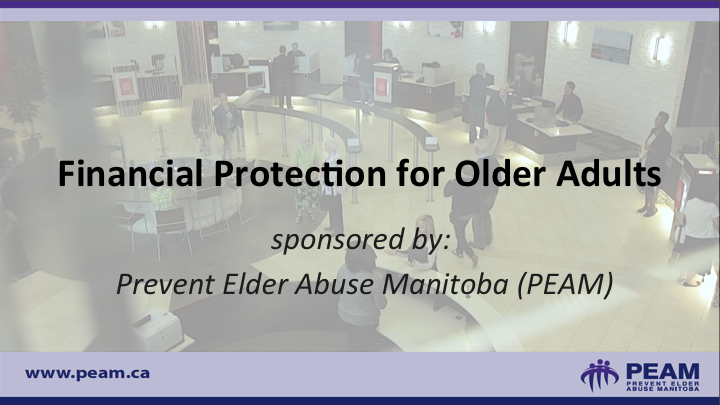 Financial Protection for Older Adults
sponsored by:
Prevent Elder Abuse Manitoba (PEAM)
www.peam.ca
PEAM
PREVENT ELDER
ABUSE MANITOBA